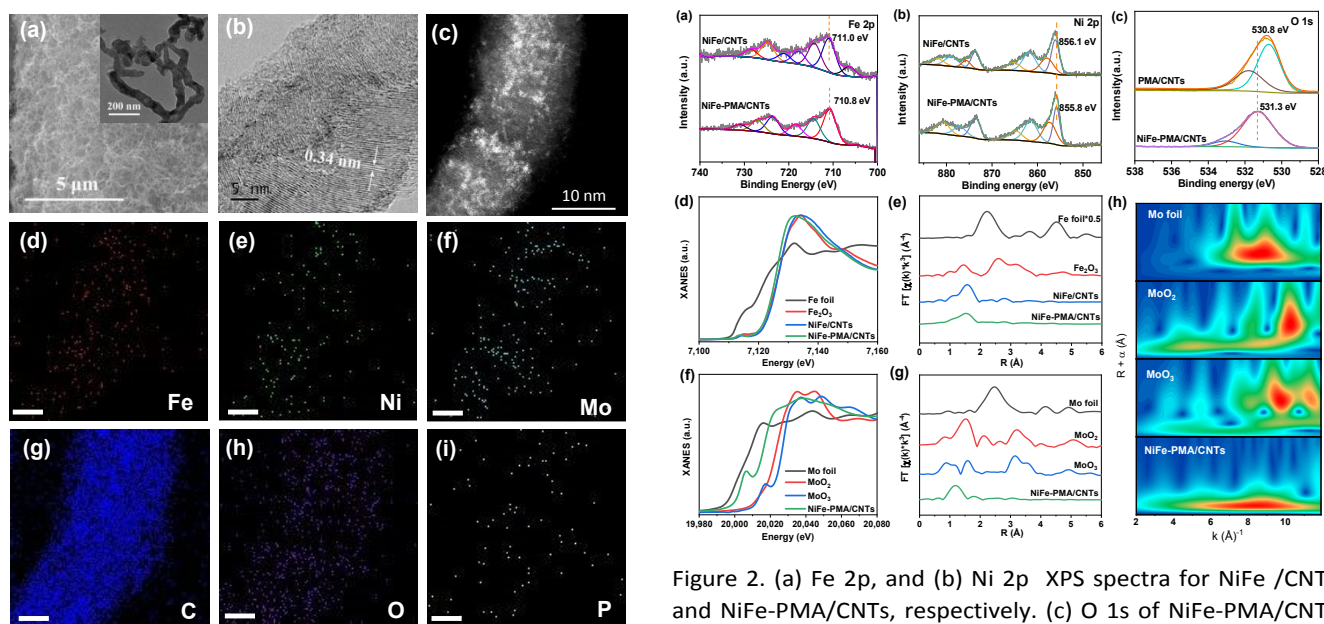 (a)
200 nm
5 µm
(b)
0.34 nm
5 nm
(c)
10 nm
(d)
Fe
(e)
Ni
(f)
Mo
(g)
C
(h)
O
(i)
P
(a)
Fe 2p
NiFe/CNTs
711.0 eV
NiFe-PMA/CNTs
710.8 eV
Intensity(a.u.)
740 730 720 710 700
Binding Energy (eV)
(b)
Ni 2p
NiFe/CNTs
856.1 eV
NiFe-PMA/CNTs
855.8 eV
Intensity (a.u.)
880 870 860 850
Binding energy (eV)
(c)
O 1s
530.8 eV
PMA/CNTs
531.3 eV
NiFe-PMA/CNTs
Intensity (a.u.)
538 536 534 532 530 528
Binding Energy (eV)
(d)
Fe foil
Fe2O3
NiFe/CNTs
NiFe-PMA/CNTs
XANES (a.u.)
7,100 7,120 7,140 7,160
Energy (eV)
(e)
Fe foil*0.5
Fe2O3
NiFe/CNTs
NiFe-PMA/CNTs
FT [χ(k)*k³] (Å⁻⁴)
0 1 2 3 4 5 6
R (Å)
(f)
Mo foil
MoO2
MoO3
NiFe-PMA/CNTs
XANES (a.u.)
19,980 20,000 20,020 20,040 20,060 20,080
Energy (eV)
(g)
Mo foil
MoO2
MoO3
NiFe-PMA/CNTs
FT [χ(k)*k³] (Å⁻⁴)
0 1 2 3 4 5 6
R (Å)
(h)
Mo foil
MoO2
MoO3
NiFe-PMA/CNTs
R + α (Å)
2 4 6 8 10
k (Å)⁻¹
Figure 2. (a) Fe 2p, and (b) Ni 2p XPS spectra for NiFe /CNT
and NiFe-PMA/CNTs, respectively. (c) O 1s of NiFe-PMA/CNT